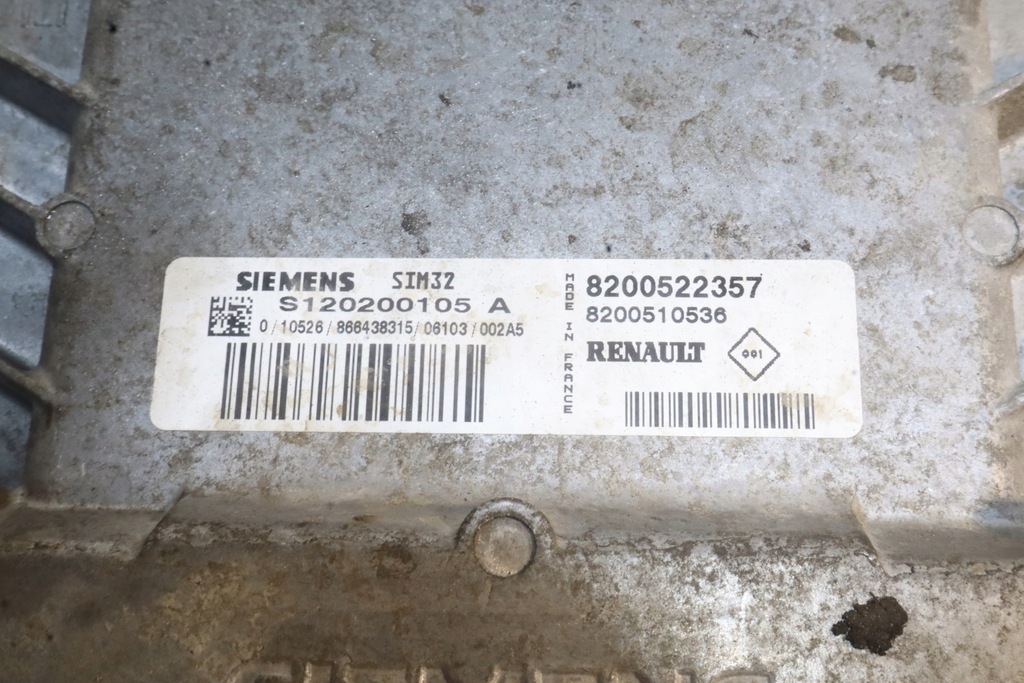 SIEMENS SIM32
S120200105 A
0 / 10526 / 866438315 / 06103 / 002A5
MADE IN FRANCE
8200522357
8200510536
RENAULT 001